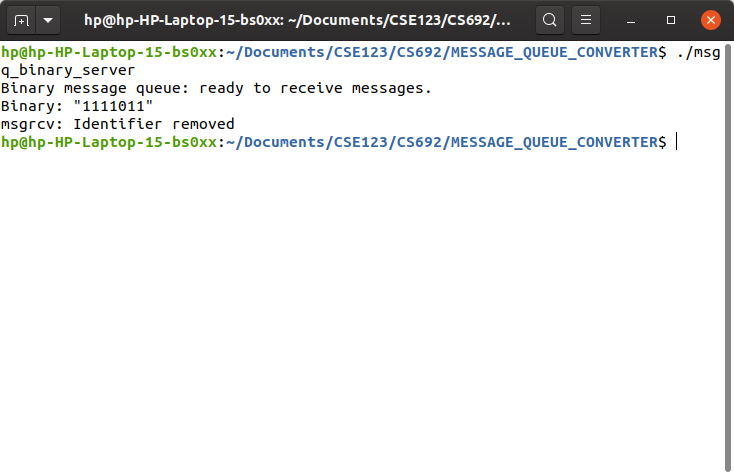 hp@hp-HP-Laptop-15-bs0xx: ~/Documents/CSE123/CS692/...
hp@hp-HP-Laptop-15-bs0xx:~/Documents/CSE123/CS692/MESSAGE_QUEUE_CONVERTER$ ./msg
q_binary_server
Binary message queue: ready to receive messages.
Binary: "1111011"
msgrcv: Identifier removed
hp@hp-HP-Laptop-15-bs0xx:~/Documents/CSE123/CS692/MESSAGE_QUEUE_CONVERTER$